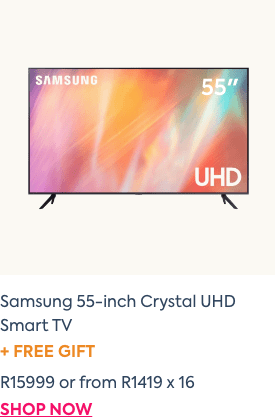 SAMSUNG
55"
UHD
Samsung 55-inch Crystal UHD
Smart TV
+ FREE GIFT
R15999 or from R1419 x 16
SHOP NOW